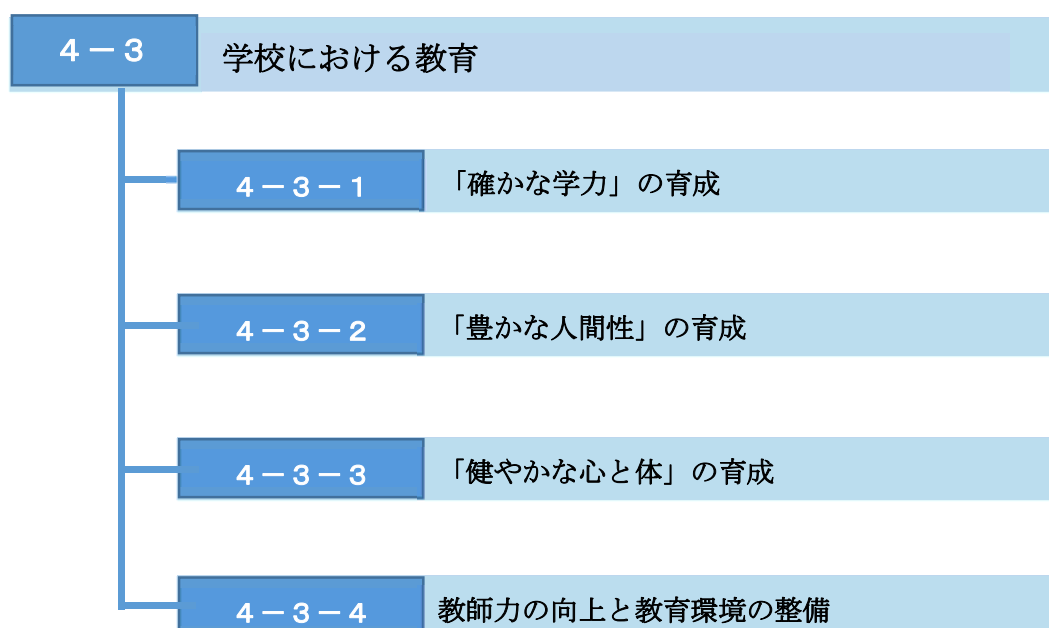 ４－３ 学校における教育
４－３－１ 「確かな学力」の育成
４－３－２ 「豊かな人間性」の育成
４－３－３ 「健やかな心と体」の育成
４－３－４ 教師力の向上と教育環境の整備